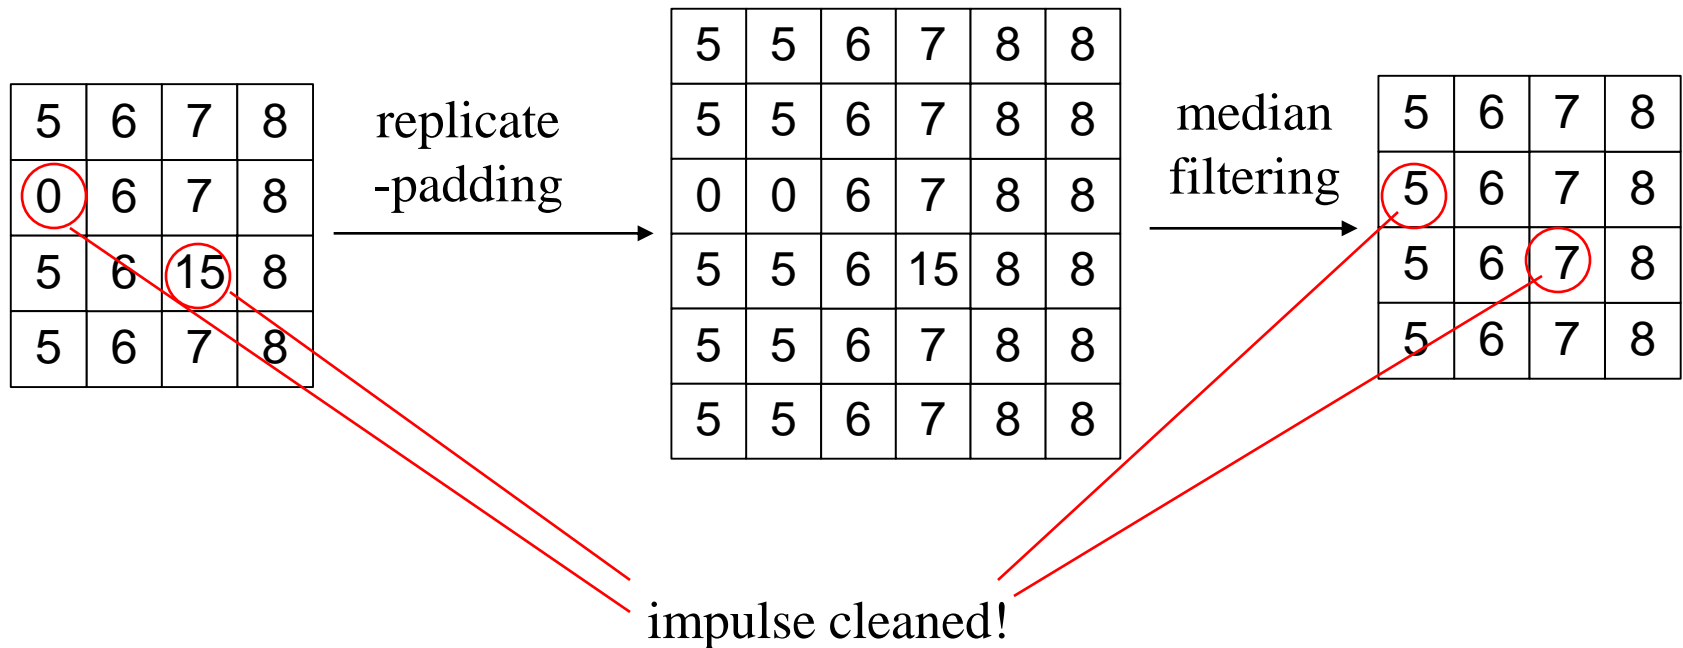 5 6 7 8
0 6 7 8
5 6 15 8
5 6 7 8
replicate
-padding
5 5 6 7 8 8
5 5 6 7 8 8
0 0 6 7 8 8
5 5 6 15 8 8
5 5 6 7 8 8
5 5 6 7 8 8
median
filtering
5 6 7 8
5 6 7 8
5 6 7 8
5 6 7 8
impulse cleaned!